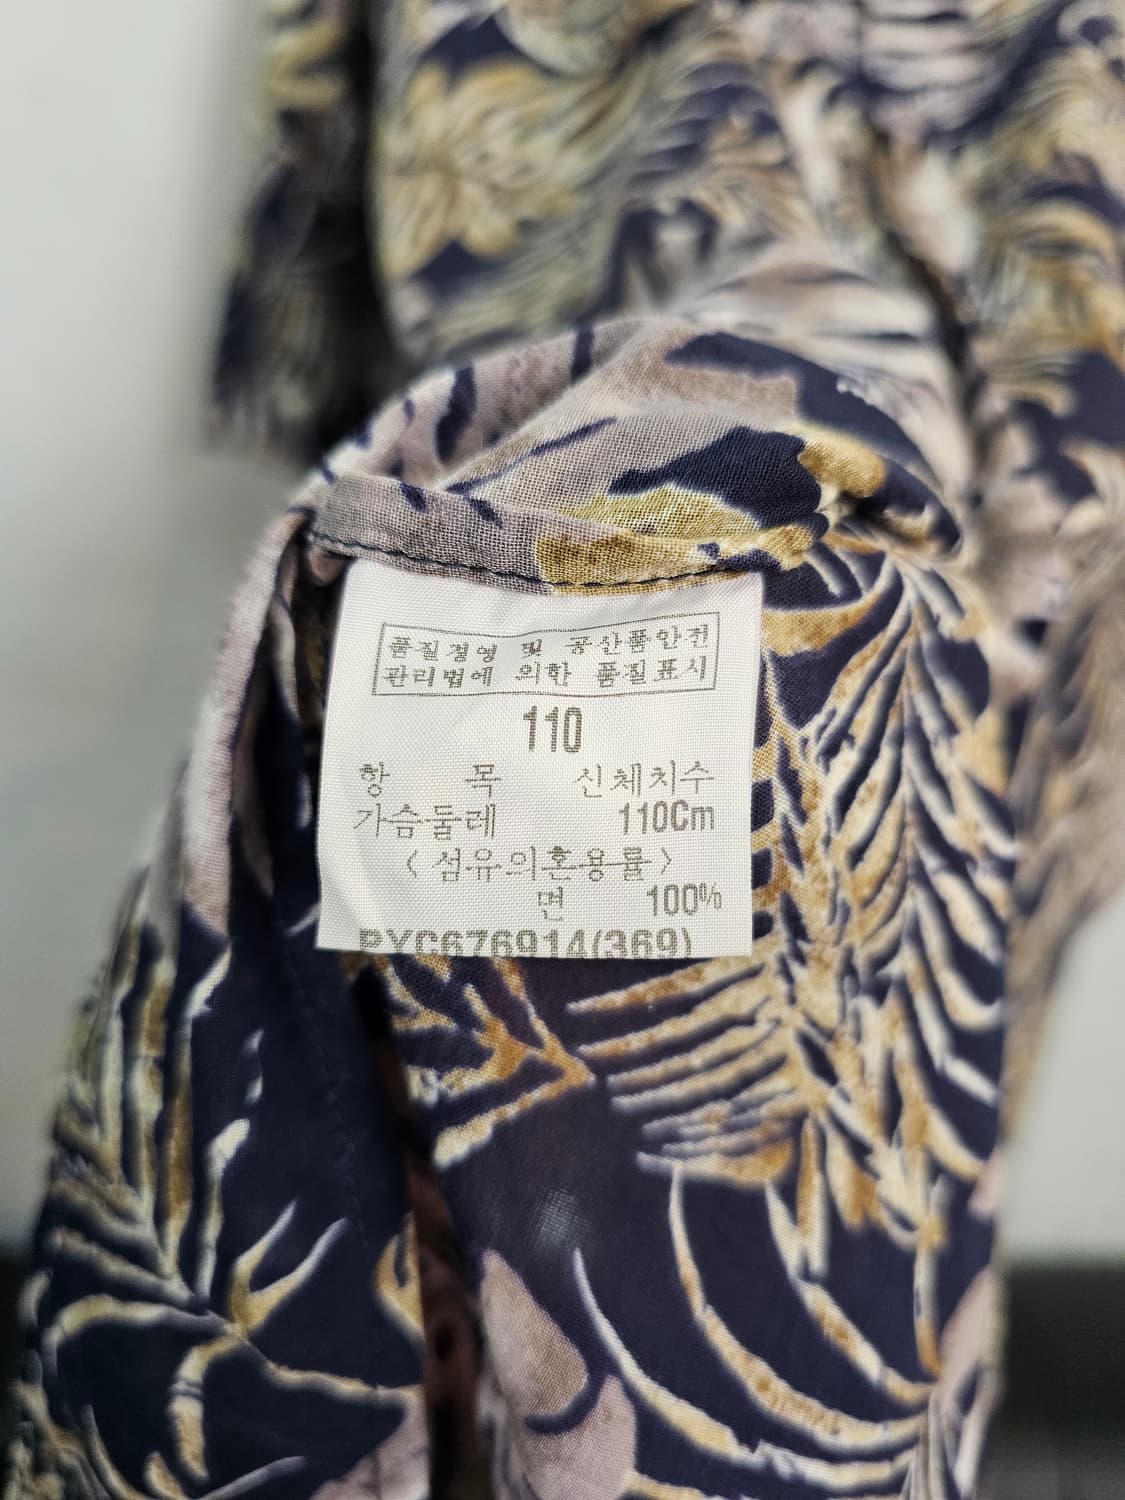 품질경영 및 공산품안전
관리법에 의한 품질표시
110
항 목 신체치수
가슴둘레 110Cm
〈섬유의혼용률〉
면 100%
PYC676914(369)